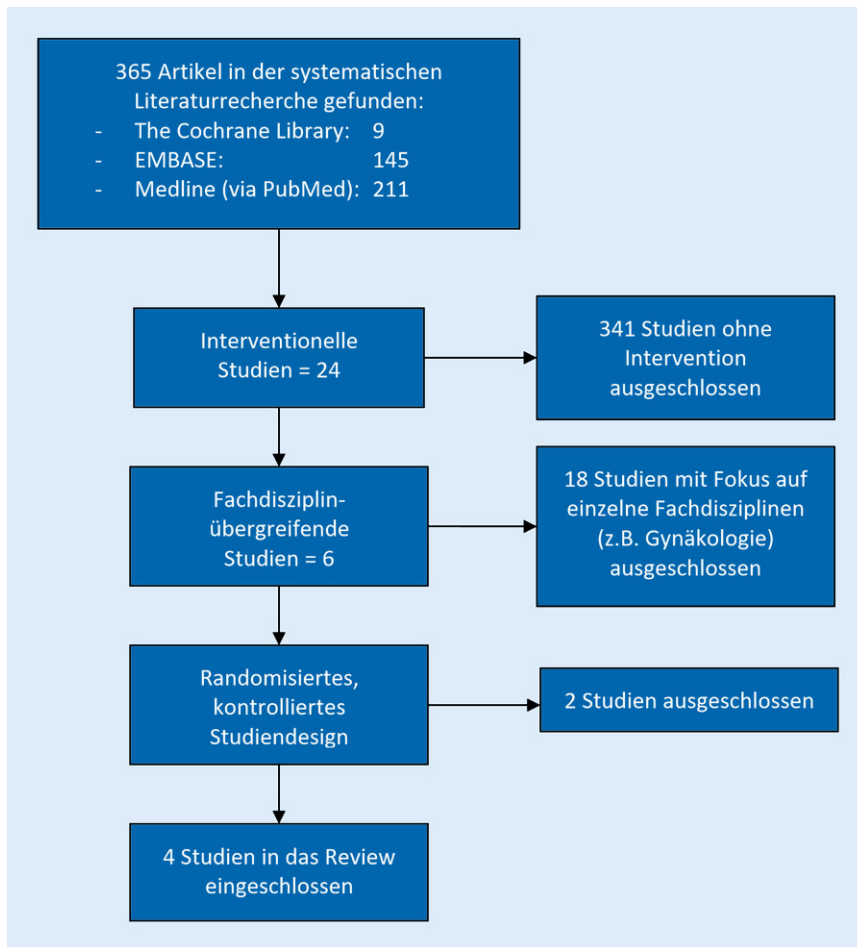 365 Artikel in der systematischen
Literaturrecherche gefunden:
- The Cochrane Library: 9
- EMBASE: 145
- Medline (via PubMed): 211
Interventionelle
Studien = 24
341 Studien ohne
Intervention
ausgeschlossen
Fachdisziplin-
übergreifende
Studien = 6
18 Studien mit Fokus auf
einzelne Fachdisziplinen
(z.B. Gynäkologie)
ausgeschlossen
Randomisiertes,
kontrolliertes
Studiendesign
2 Studien ausgeschlossen
4 Studien in das Review
eingeschlossen